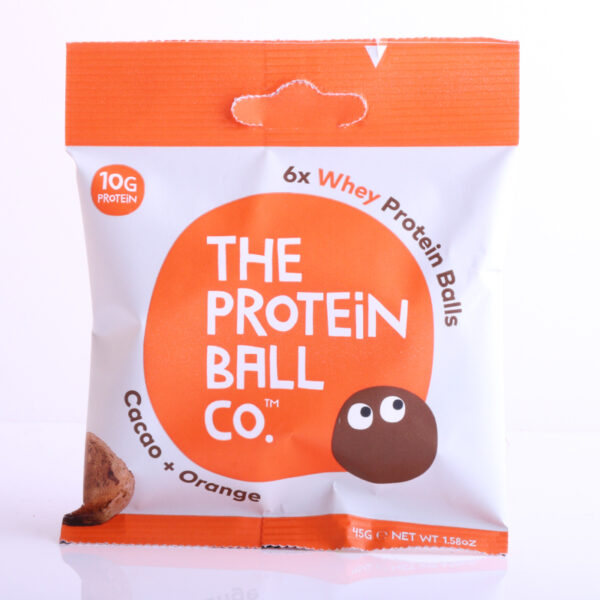 10G
PROTEIN
6x Whey Protein Balls
THE
PROTEiN
BALL
CO.™
Cacao + Orange
45G ℮ NET WT 1.58oz